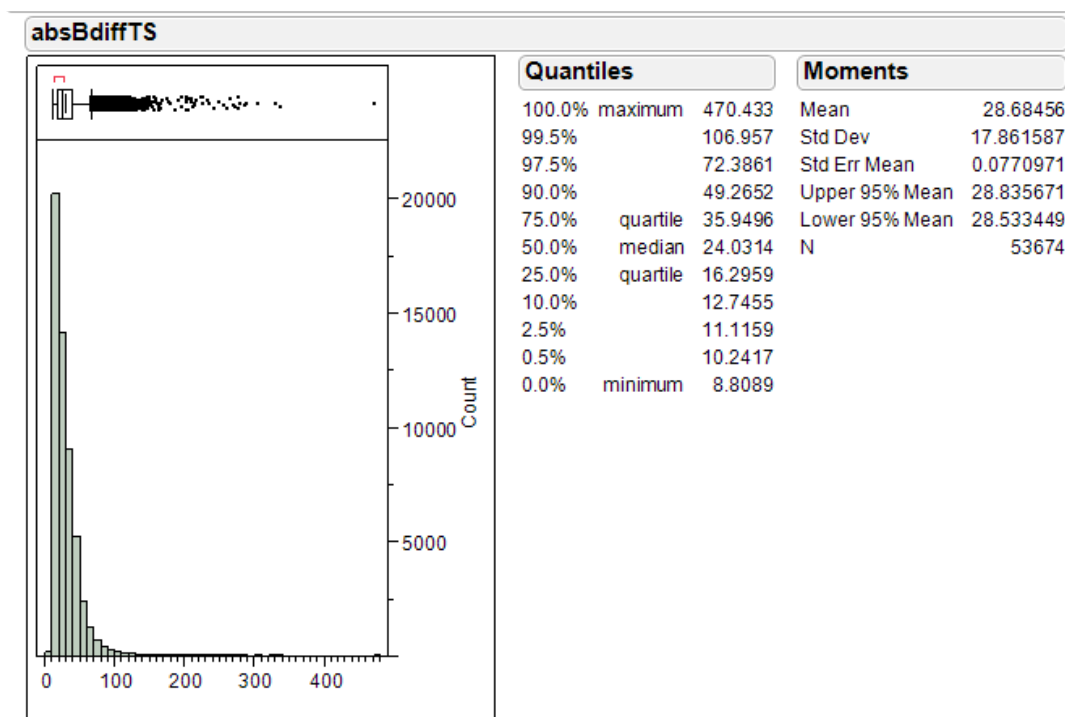 absBdiffTS
20000
15000
10000
5000
Count
0 100 200 300 400
Quantiles
100.0% maximum 470.433
99.5% 106.957
97.5% 72.3861
90.0% 49.2652
75.0% quartile 35.9496
50.0% median 24.0314
25.0% quartile 16.2959
10.0% 12.7455
2.5% 11.1159
0.5% 10.2417
0.0% minimum 8.8089
Moments
Mean 28.68456
Std Dev 17.861587
Std Err Mean 0.0770971
Upper 95% Mean 28.835671
Lower 95% Mean 28.533449
N 53674